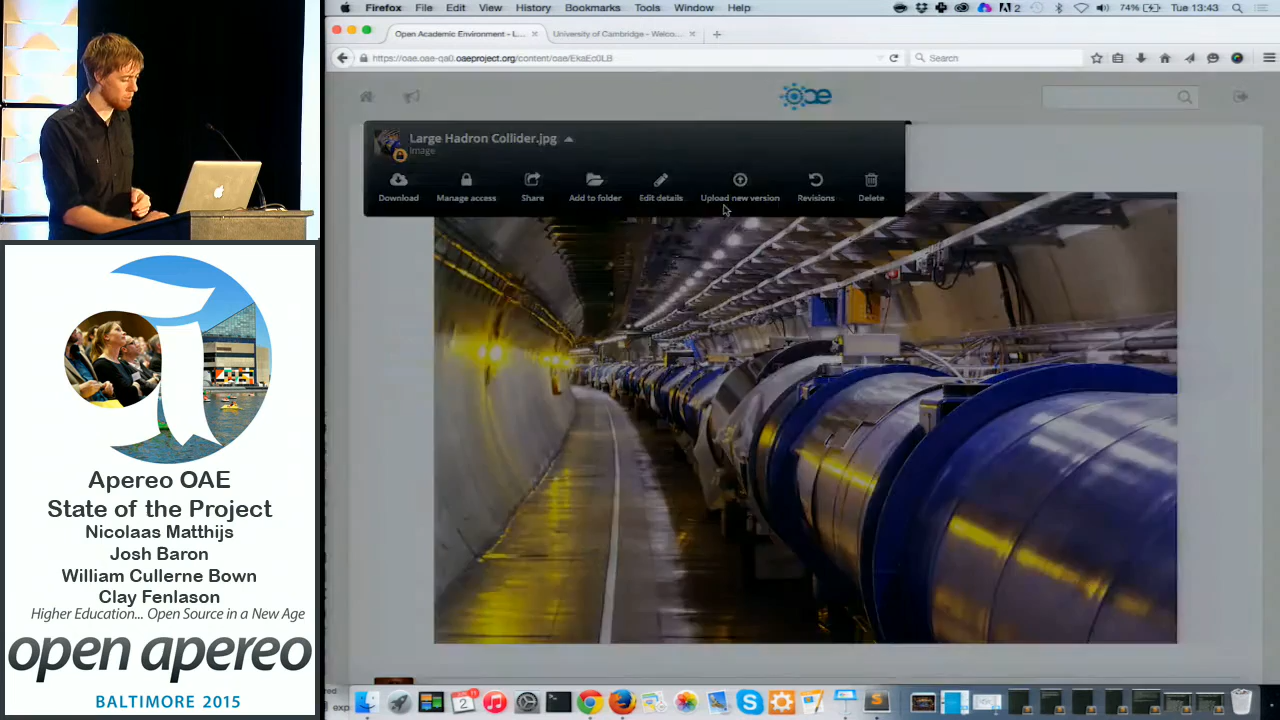 Firefox File Edit View History Bookmarks Tools Window Help 2 74% Tue 13:43
Open Academic Environment - L... University of Cambridge - Welco...
https://oae.oae-qa0.oaeproject.org/content/oae/EkaEc0LB Search
oae
Large Hadron Collider.jpg
Image
Download Manage access Share Add to folder Edit details Upload new version Revisions Delete
Apereo OAE
State of the Project
Nicolaas Matthijs
Josh Baron
William Cullerne Bown
Clay Fenlason
Higher Education... Open Source in a New Age
open apereo
BALTIMORE 2015
2